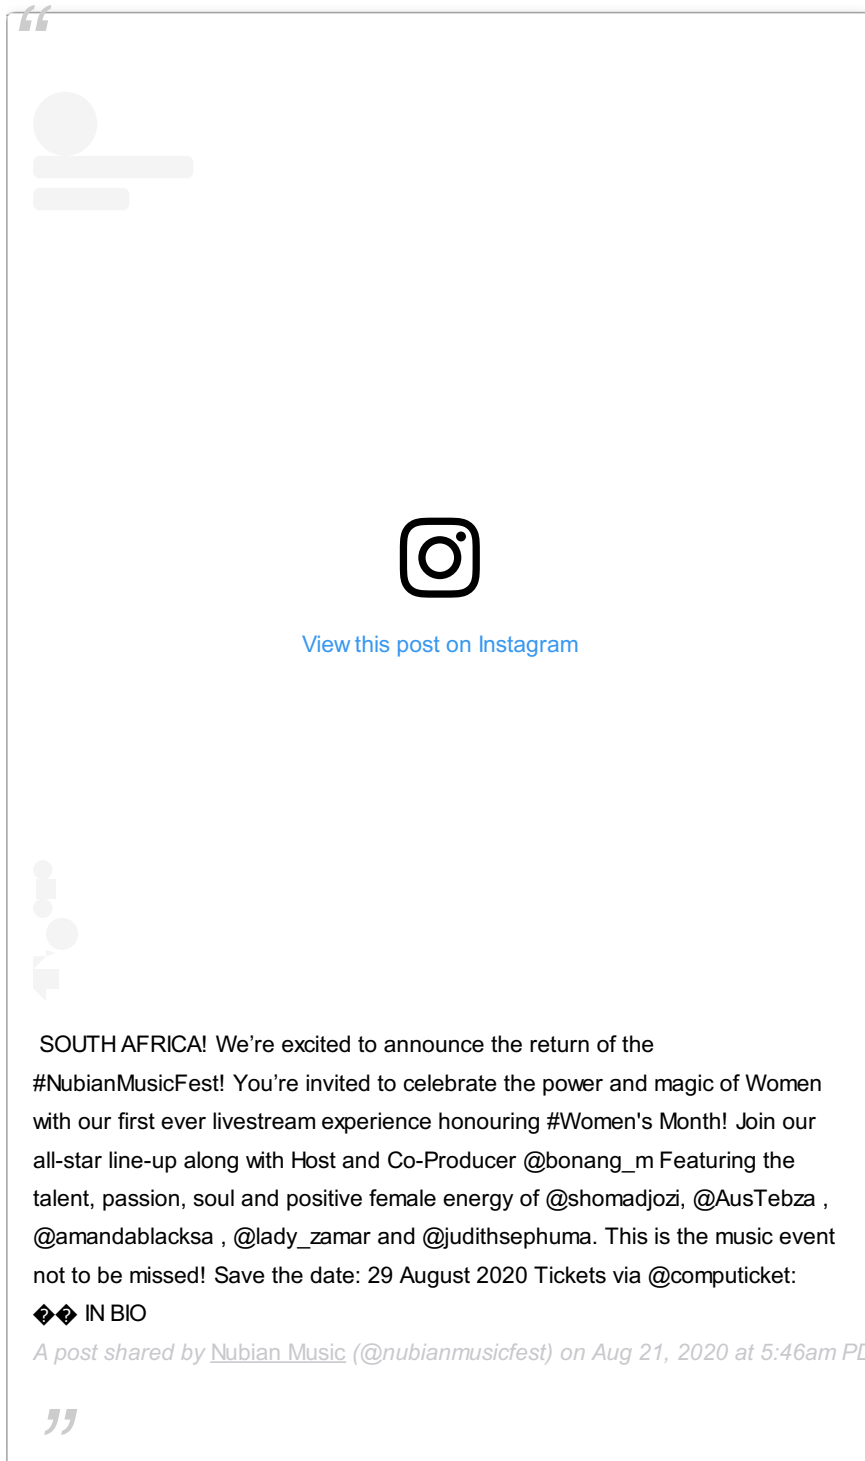 “
View this post on Instagram
SOUTH AFRICA! We’re excited to announce the return of the
#NubianMusicFest! You’re invited to celebrate the power and magic of Women
with our first ever livestream experience honouring #Women's Month! Join our
all-star line-up along with Host and Co-Producer @bonang_m Featuring the
talent, passion, soul and positive female energy of @shomadjozi, @AusTebza ,
@amandablacksa , @lady_zamar and @judithsephuma. This is the music event
not to be missed! Save the date: 29 August 2020 Tickets via @computicket:
�� IN BIO
A post shared by Nubian Music (@nubianmusicfest) on Aug 21, 2020 at 5:46am PD
”